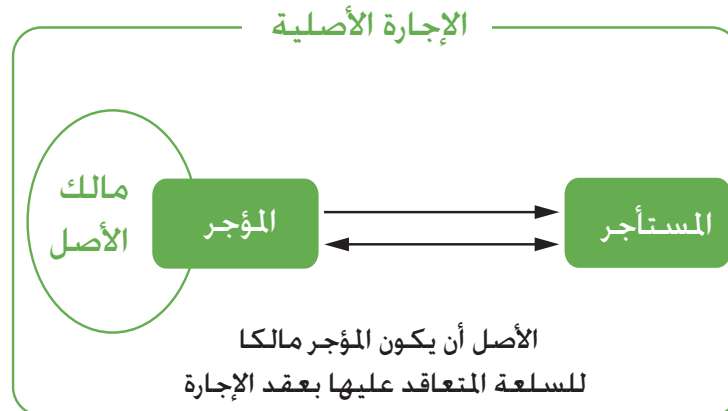 الإجارة الأصلية
مالك
الأصل
المؤجر
المستأجر
الأصل أن يكون المؤجر مالكا
للسلعة المتعاقد عليها بعقد الإجارة